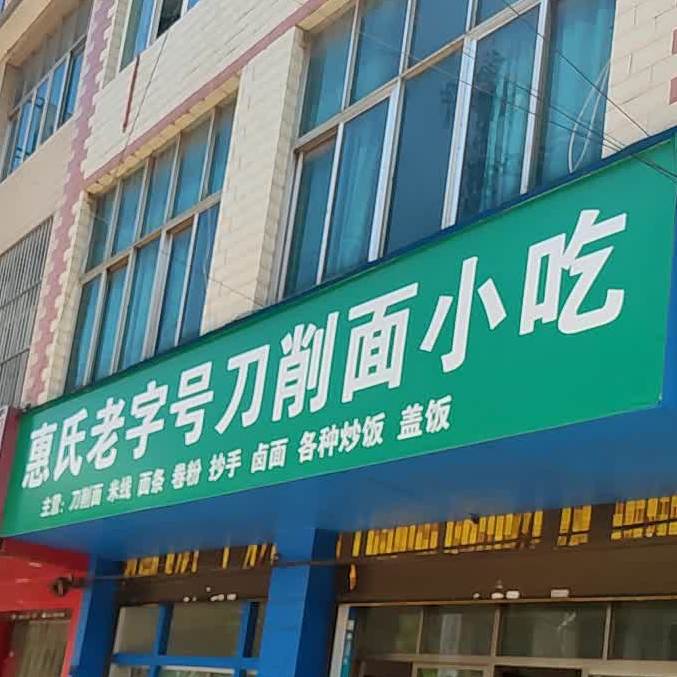 惠氏老字号刀削面小吃
主营：刀削面 米线 面条 卷粉 抄手 卤面 各种炒饭 盖饭